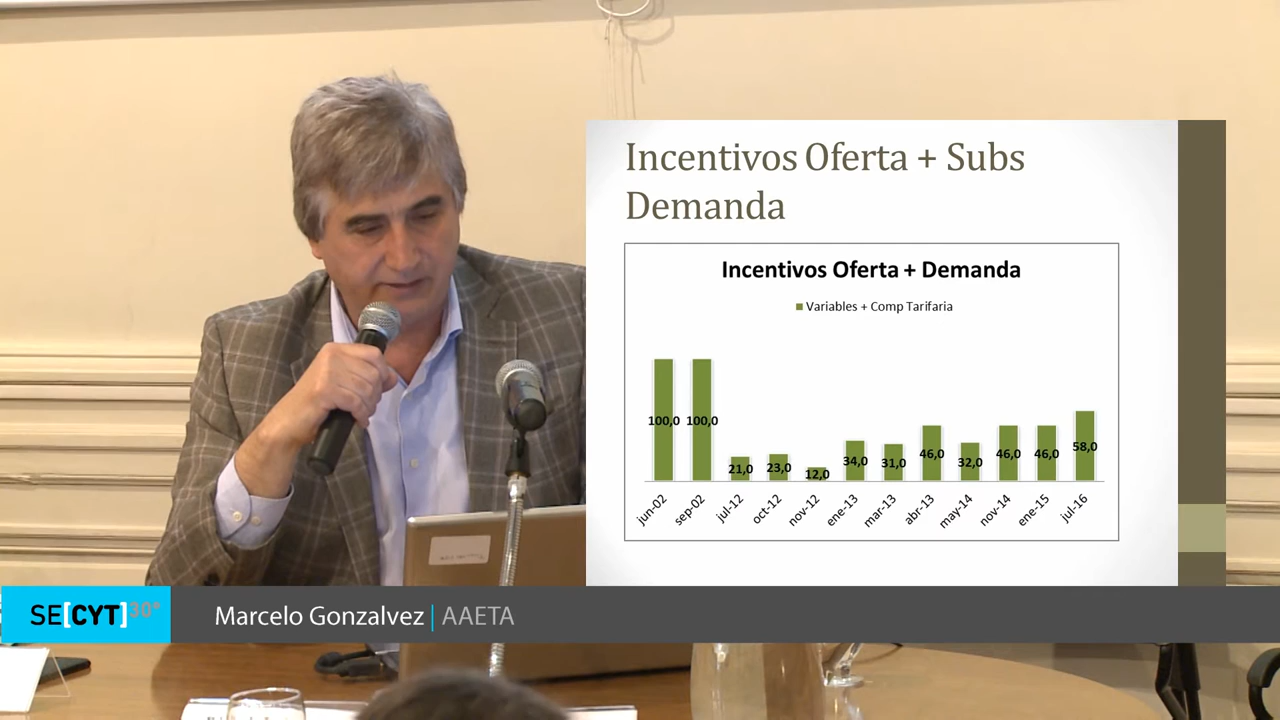 Incentivos Oferta + Subs
Demanda
Incentivos Oferta + Demanda
Variables + Comp Tarifaria
100,0 100,0 21,0 23,0 12,0 34,0 31,0 46,0 32,0 46,0 46,0 58,0
jun-02 sep-02 jul-12 oct-12 nov-12 ene-13 mar-13 abr-13 may-14 nov-14 ene-15 jul-16
SE[CYT]30°
Marcelo Gonzalvez | AAETA